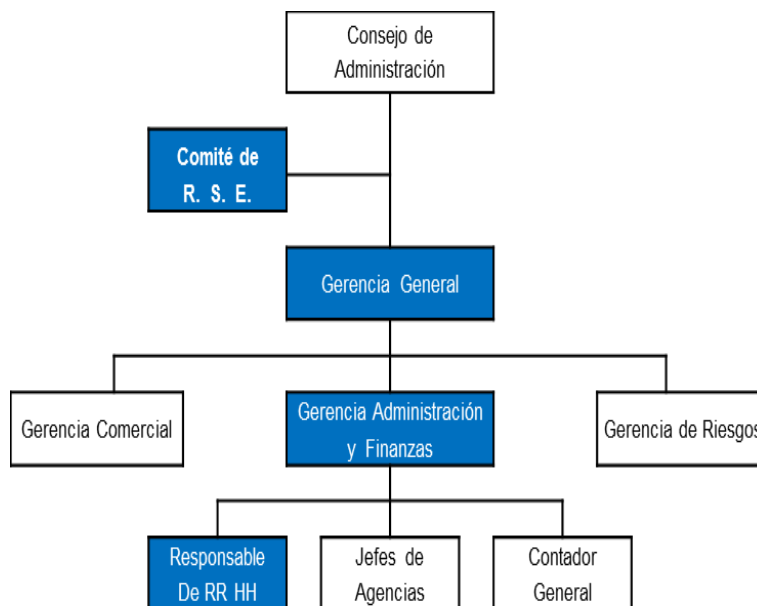 Consejo de
Administración
Comité de
R. S. E.
Gerencia General
Gerencia Comercial
Gerencia Administración
y Finanzas
Gerencia de Riesgos
Responsable
De RR HH
Jefes de
Agencias
Contador
General